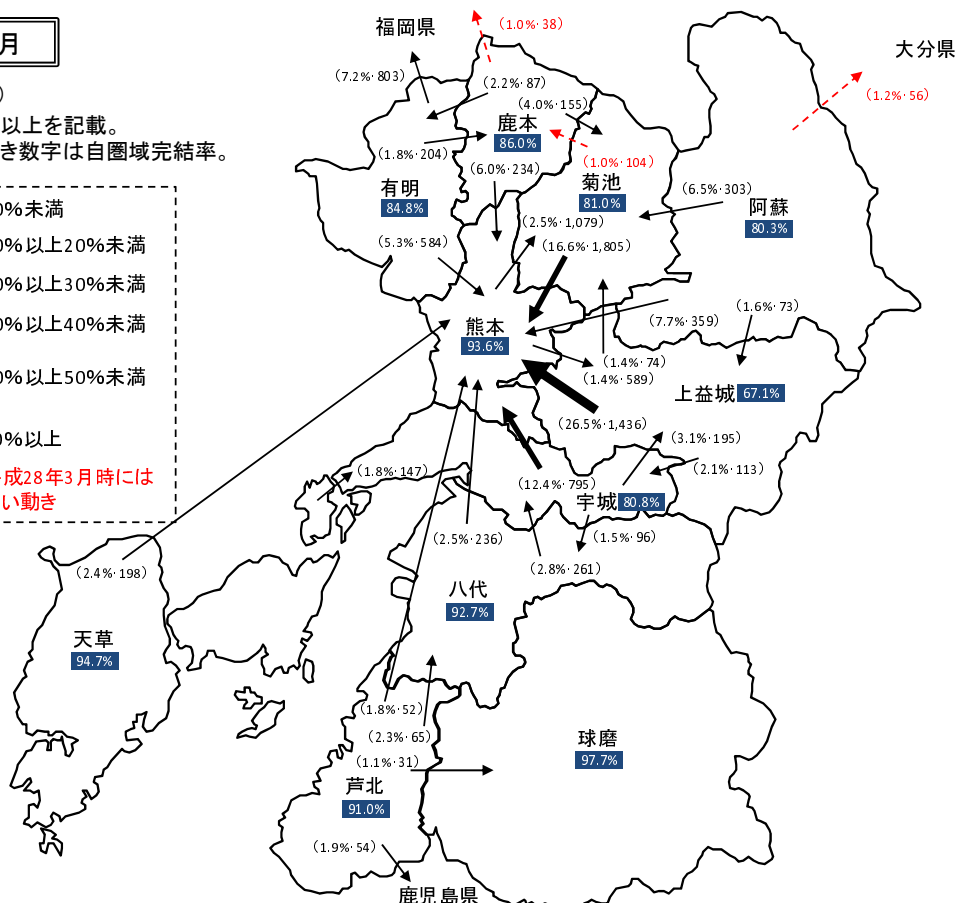 月
)
以上を記載。
き数字は自圏域完結率。
0%未満
0%以上20%未満
0%以上30%未満
0%以上40%未満
0%以上50%未満
0%以上
成28年3月時には
い動き
福岡県
(1.0%·38)
大分県
(7.2%·803)
(2.2%·87)
(1.2%·56)
(4.0%·155)
鹿本
86.0%
(1.8%·204)
(1.0%·104)
(6.0%·234)
菊池
81.0%
有明
84.8%
(6.5%·303)
阿蘇
80.3%
(2.5%·1,079)
(5.3%·584)
(16.6%·1,805)
(1.6%·73)
熊本
93.6%
(7.7%·359)
(1.4%·74)
(1.4%·589)
上益城
67.1%
(26.5%·1,436)
(3.1%·195)
(1.8%·147)
(2.1%·113)
(12.4%·795)
宇城
80.8%
(2.5%·236)
(1.5%·96)
(2.4%·198)
(2.8%·261)
八代
92.7%
天草
94.7%
(1.8%·52)
(2.3%·65)
球磨
97.7%
(1.1%·31)
芦北
91.0%
(1.9%·54)
鹿児島県